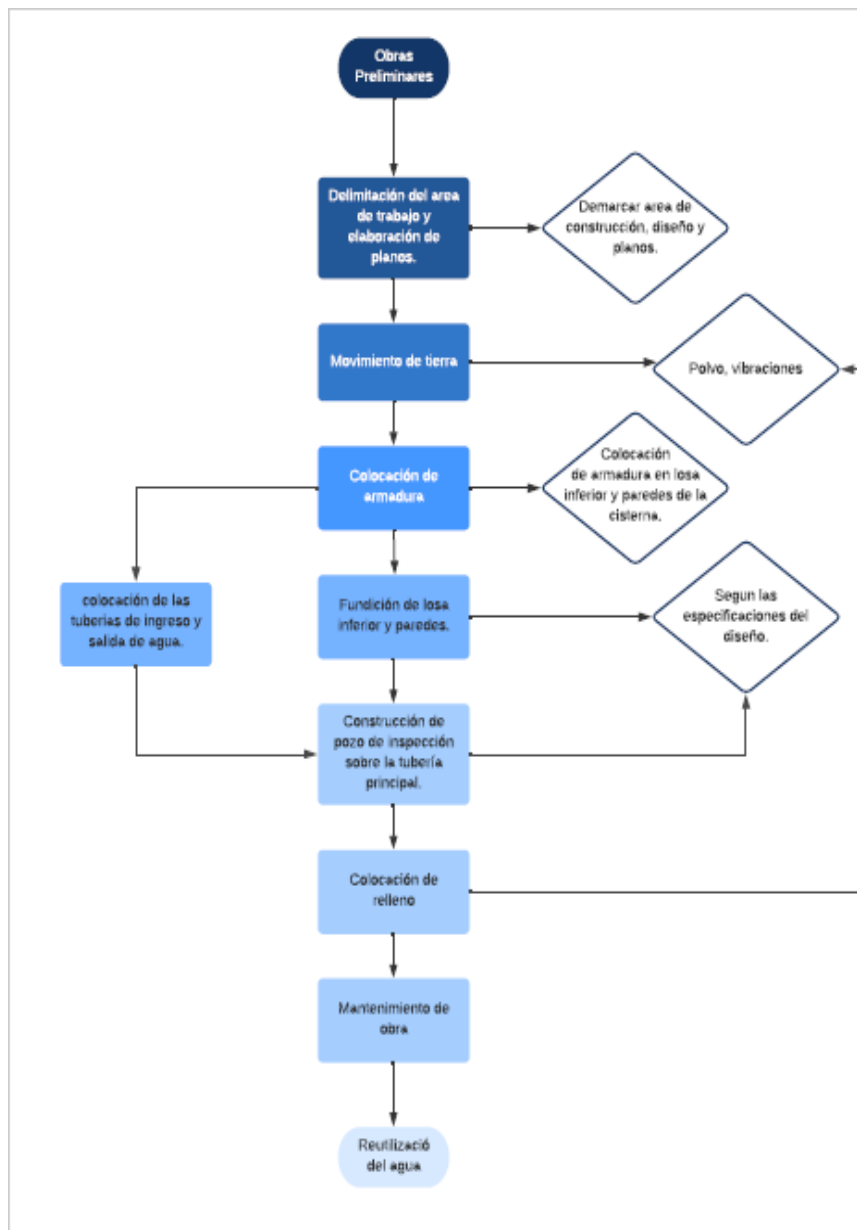 Obras
Preliminares
Delimitación del area
de trabajo y
elaboración de
planos.
Demarcar area de
construcción, diseño y
planos.
Movimiento de tierra
Polvo, vibraciones
Colocación de
armadura
Colocación
de armadura en losa
inferior y paredes de la
cisterna.
colocación de las
tuberias de ingreso y
salida de agua.
Fundición de losa
inferior y paredes.
Segun las
especificaciones del
diseño.
Construcción de
pozo de inspección
sobre la tubería
principal.
Colocación de
relleno
Mantenimiento de
obra
Reutilizació
del agua